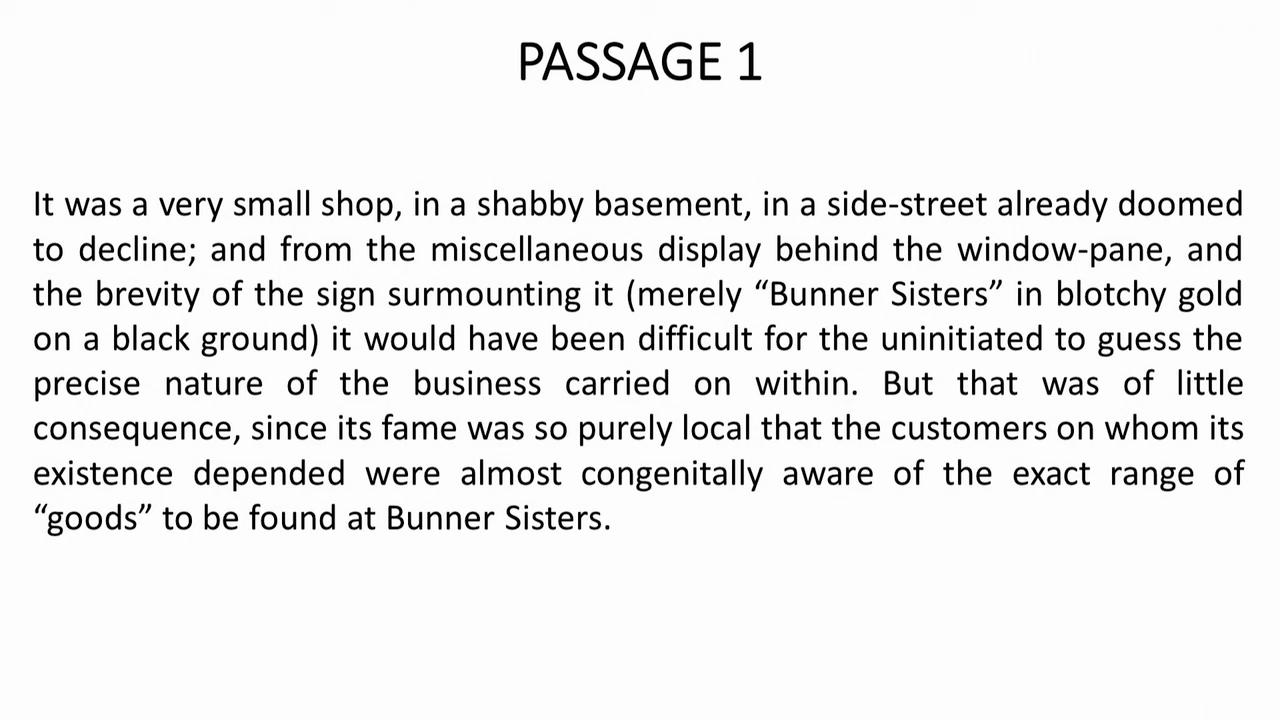 PASSAGE 1
It was a very small shop, in a shabby basement, in a side-street already doomed
to decline; and from the miscellaneous display behind the window-pane, and
the brevity of the sign surmounting it (merely “Bunner Sisters” in blotchy gold
on a black ground) it would have been difficult for the uninitiated to guess the
precise nature of the business carried on within. But that was of little
consequence, since its fame was so purely local that the customers on whom its
existence depended were almost congenitally aware of the exact range of
“goods” to be found at Bunner Sisters.